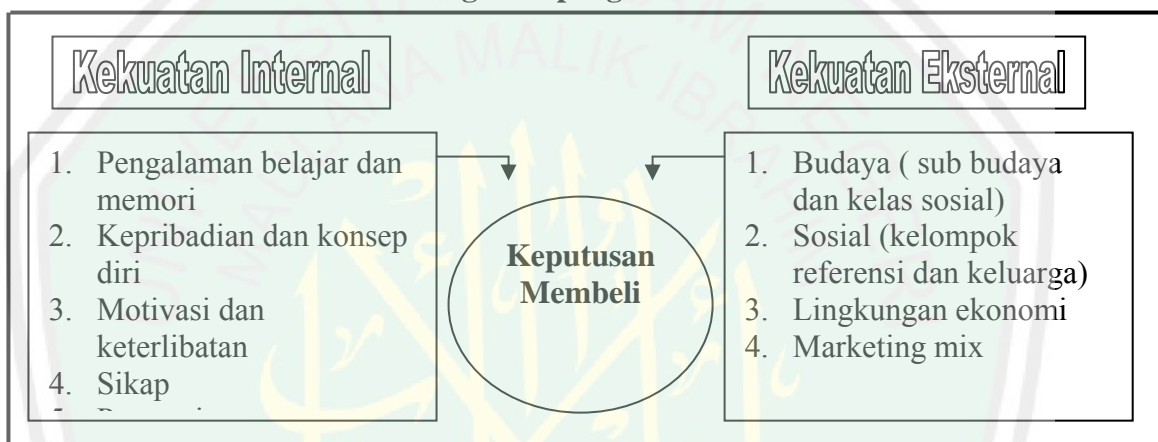 Kekuatan Internal
Kekuatan Eksternal
1. Pengalaman belajar dan
memori
2. Kepribadian dan konsep
diri
3. Motivasi dan
keterlibatan
4. Sikap
Keputusan
Membeli
1. Budaya ( sub budaya
dan kelas sosial)
2. Sosial (kelompok
referensi dan keluarga)
3. Lingkungan ekonomi
4. Marketing mix
MALIK